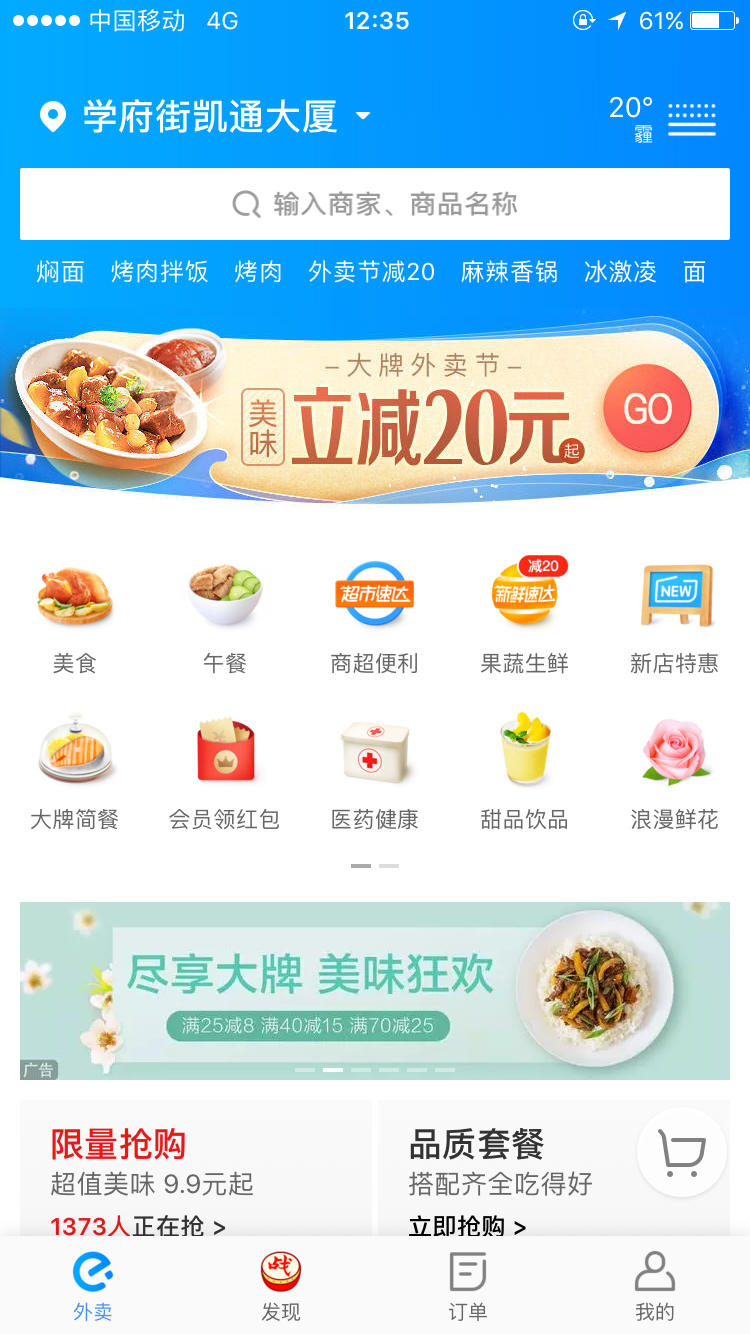 中国移动 4G 12:35 61%
学府街凯通大厦 20°
霾
输入商家、商品名称
焖面 烤肉拌饭 烤肉 外卖节减20 麻辣香锅 冰激凌 面
–大牌外卖节–
美味 立减20元起 GO
超市速达 新鲜速达 减20 NEW
美食 午餐 商超便利 果蔬生鲜 新店特惠
大牌简餐 会员领红包 医药健康 甜品饮品 浪漫鲜花
尽享大牌 美味狂欢
满25减8 满40减15 满70减25
广告
限量抢购 品质套餐
超值美味 9.9元起 搭配齐全吃得好
1373人正在抢 > 立即抢购 >
战
外卖 发现 订单 我的